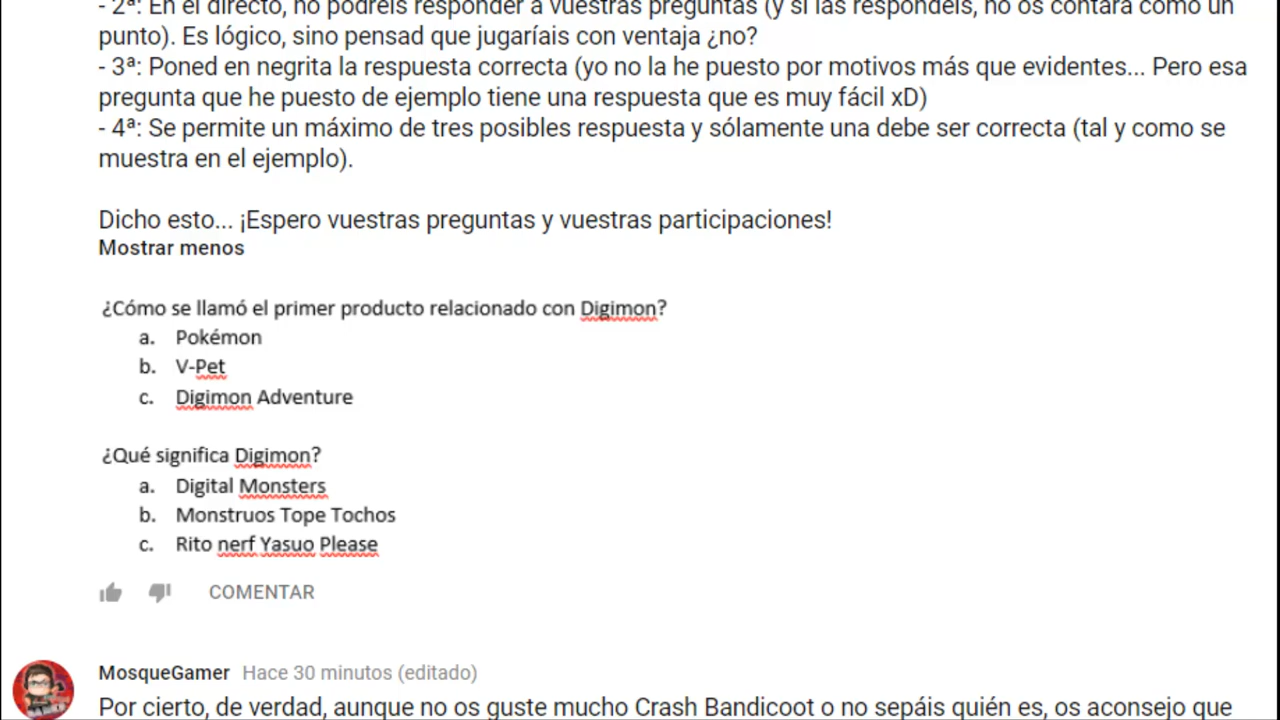 - 2ª: En el directo, no podréis responder a vuestras preguntas (y si las respondéis, no os contará como un
punto). Es lógico, sino pensad que jugaríais con ventaja ¿no?
- 3ª: Poned en negrita la respuesta correcta (yo no la he puesto por motivos más que evidentes... Pero esa
pregunta que he puesto de ejemplo tiene una respuesta que es muy fácil xD)
- 4ª: Se permite un máximo de tres posibles respuesta y sólamente una debe ser correcta (tal y como se
muestra en el ejemplo).
Dicho esto... ¡Espero vuestras preguntas y vuestras participaciones!
Mostrar menos
¿Cómo se llamó el primer producto relacionado con Digimon?
a. Pokémon
b. V-Pet
c. Digimon Adventure
¿Qué significa Digimon?
a. Digital Monsters
b. Monstruos Tope Tochos
c. Rito nerf Yasuo Please
COMENTAR
MosqueGamer Hace 30 minutos (editado)
Por cierto, de verdad, aunque no os guste mucho Crash Bandicoot o no sepáis quién es, os aconsejo que